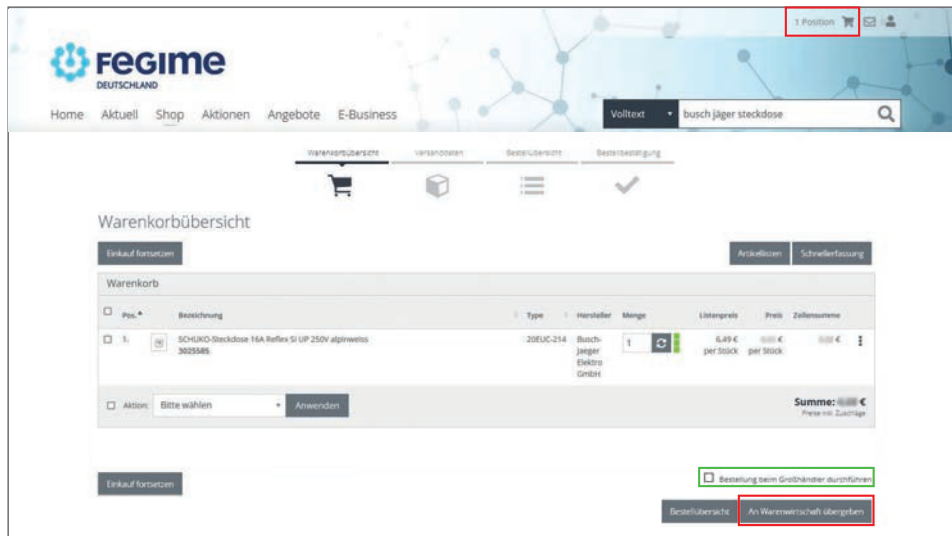 1 Position
FEGIME
DEUTSCHLAND
Home Aktuell Shop Aktionen Angebote E-Business
Volltext busch jäger steckdose
Warenkorbübersicht Versanddaten Bestellübersicht Bestellbestätigung
Warenkorbübersicht
Einkauf fortsetzen Artikellisten Schnellerfassung
Warenkorb
Pos. Bezeichnung Type Hersteller Menge Listenpreis Preis Zeilensumme
1. SCHUKO-Steckdose 16A Reflex SI UP 250V alpinweiss 20EUC-214 Busch- 1 6,49 € € €
3025585 Jaeger per Stück per Stück
Elektro
GmbH
Aktion: Bitte wählen Anwenden Summe: €
Preise inkl. Zuschläge
Bestellung beim Großhändler durchführen
Einkauf fortsetzen
Bestellübersicht An Warenwirtschaft übergeben